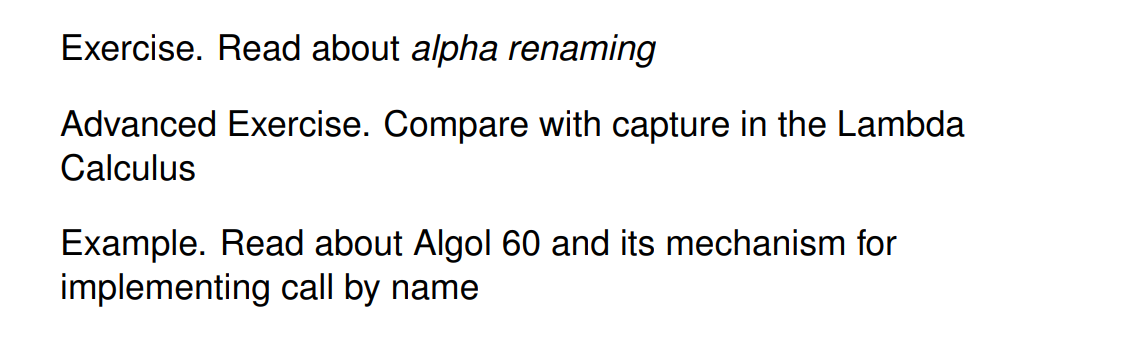 Exercise. Read about alpha renaming
Advanced Exercise. Compare with capture in the Lambda
Calculus
Example. Read about Algol 60 and its mechanism for
implementing call by name